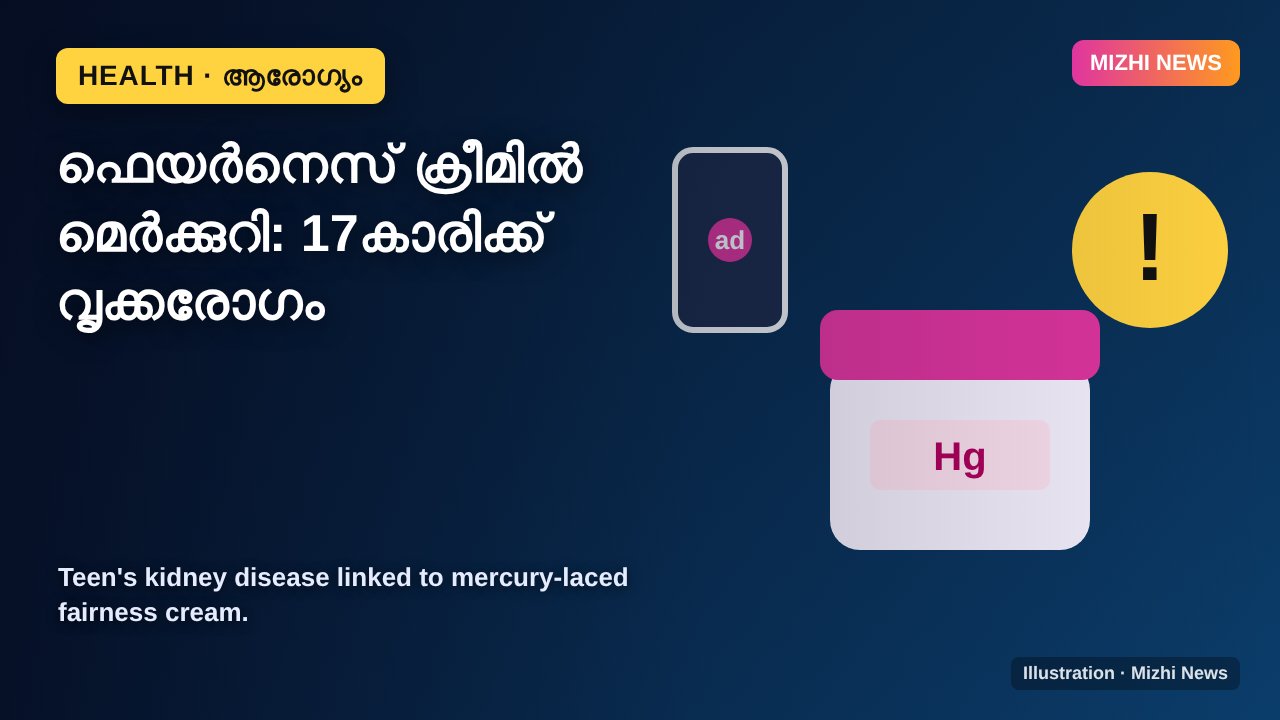 HEALTH · ആരോഗ്യം
MIZHI NEWS
ഫെയർനെസ് ക്രീമിൽ
മെർക്കുറി: 17കാരിക്ക്
വൃക്കരോഗം
ad
!
Hg
Teen's kidney disease linked to mercury-laced
fairness cream.
Illustration · Mizhi News